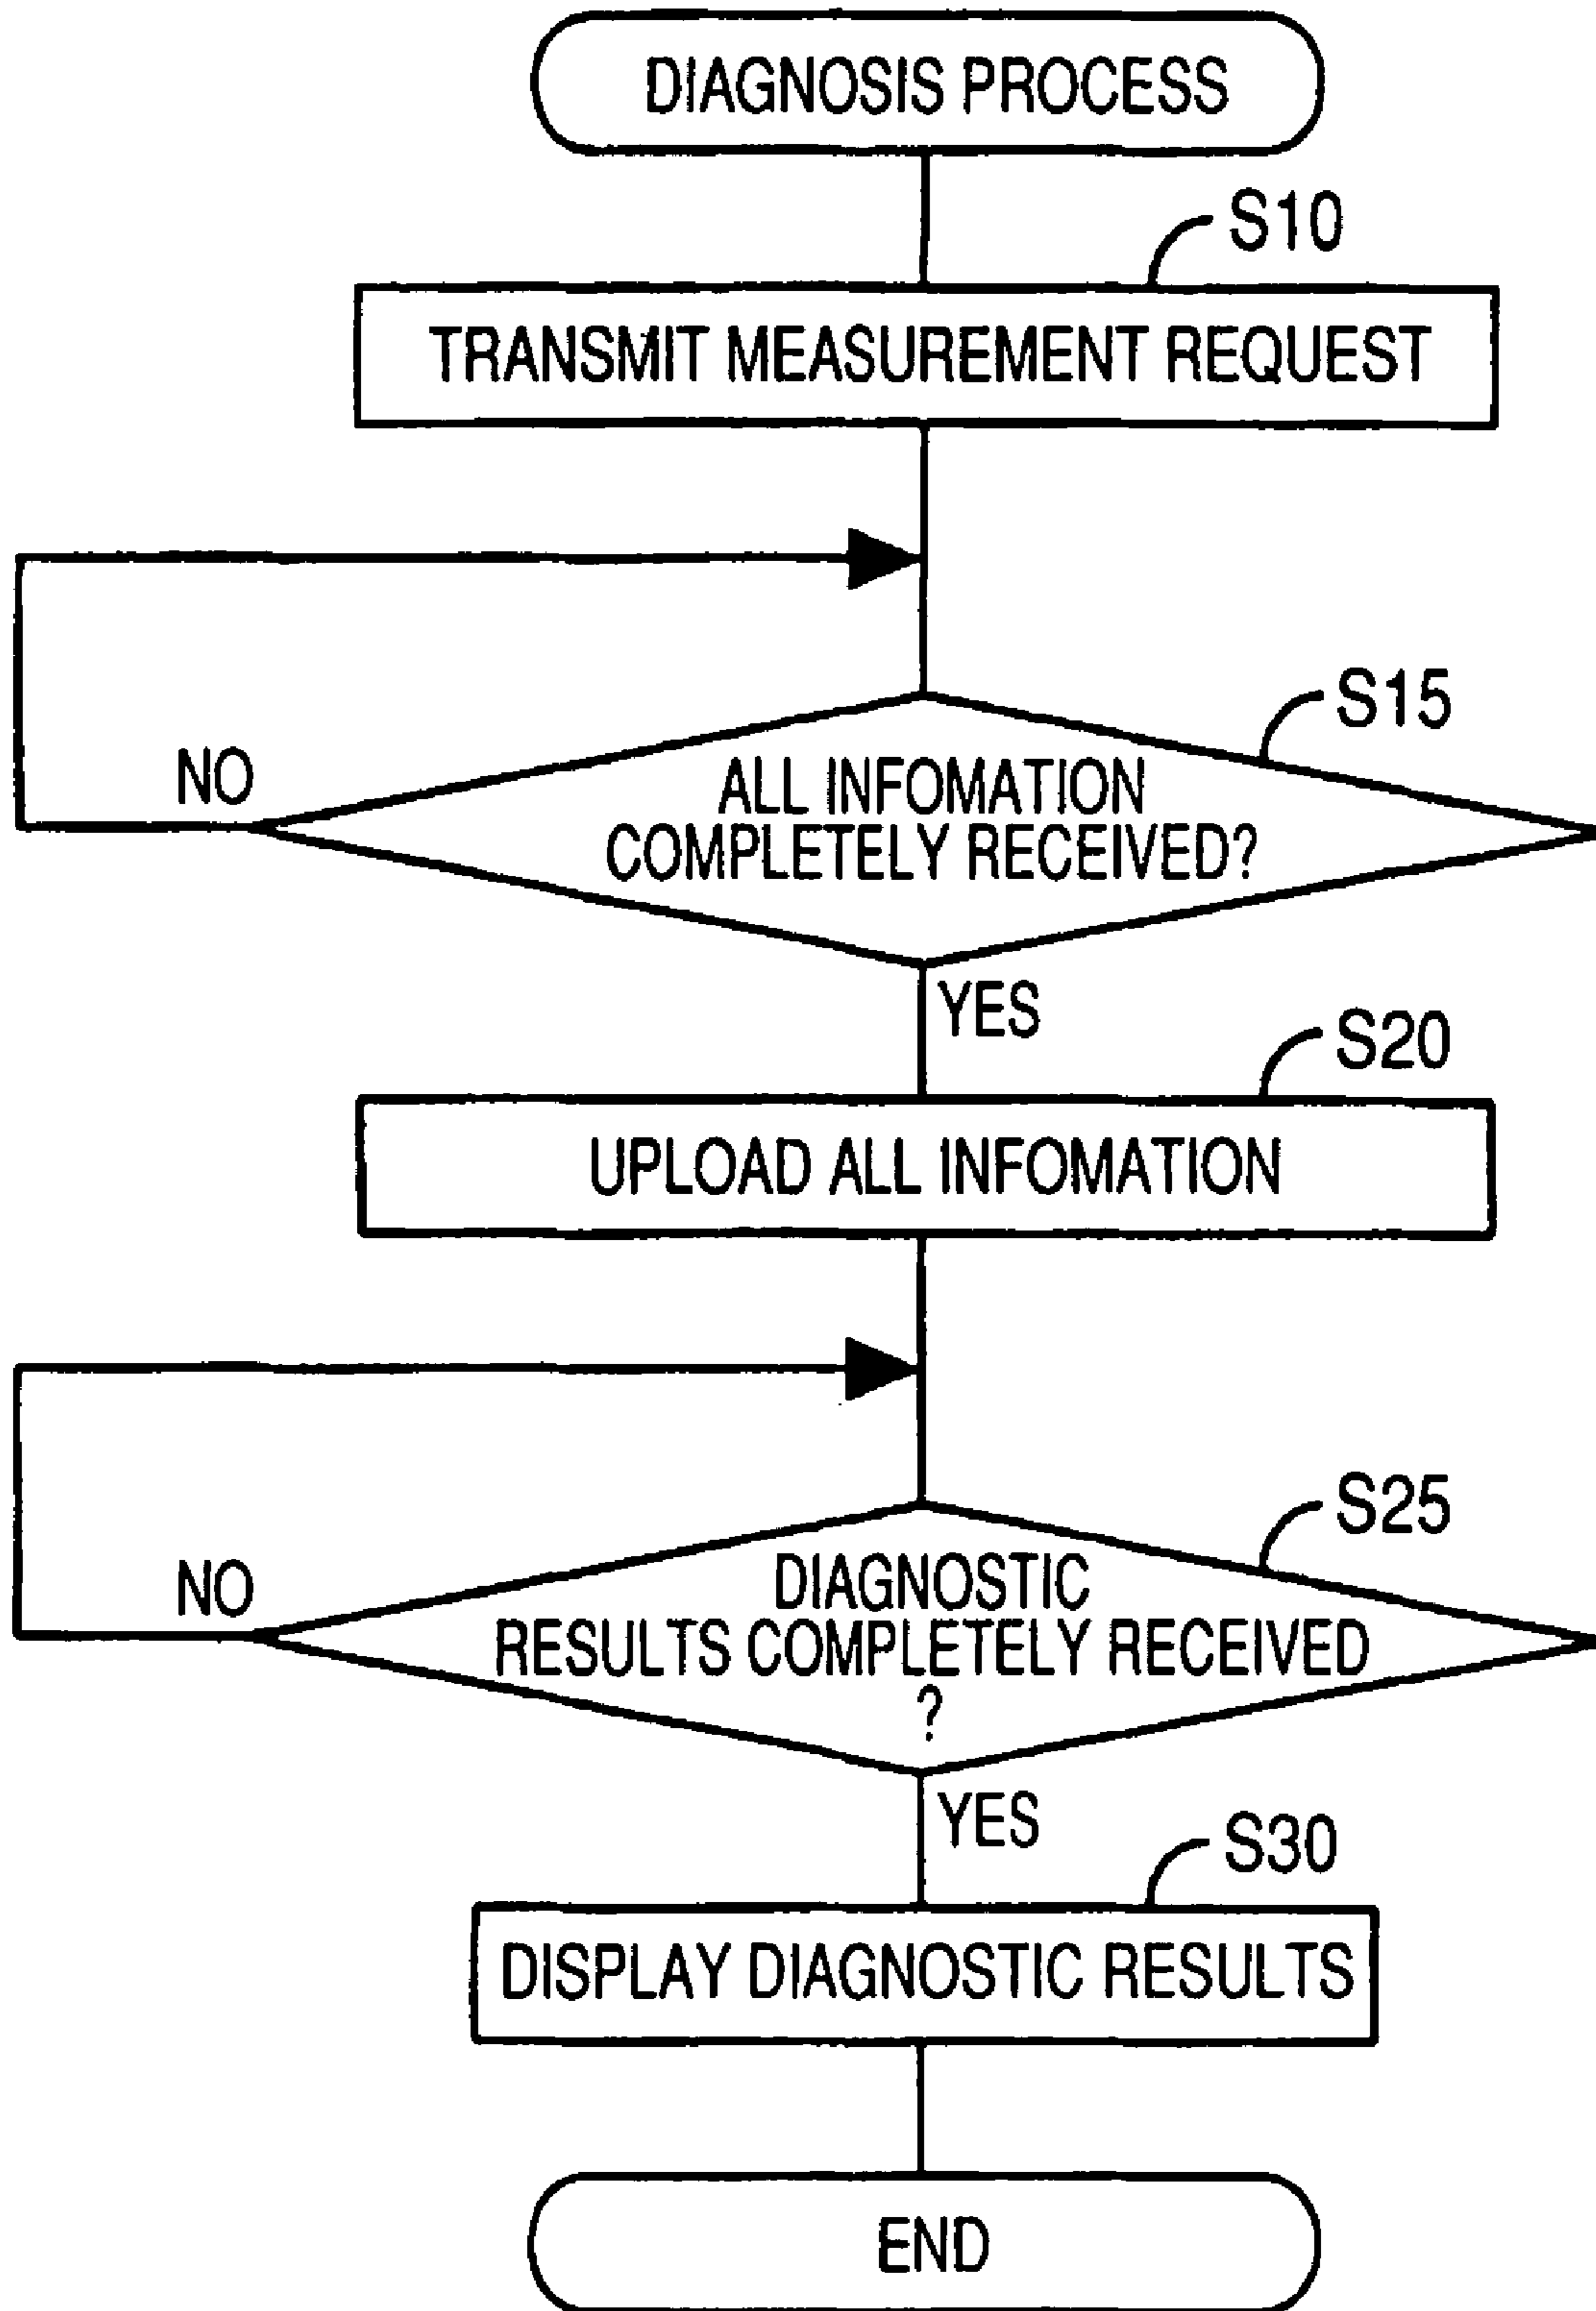 DIAGNOSIS PROCESS
S10
TRANSMIT MEASUREMENT REQUEST
S15
NO
ALL INFOMATION
COMPLETELY RECEIVED?
YES
S20
UPLOAD ALL INFOMATION
S25
NO
DIAGNOSTIC
RESULTS COMPLETELY RECEIVED
?
YES
S30
DISPLAY DIAGNOSTIC RESULTS
END